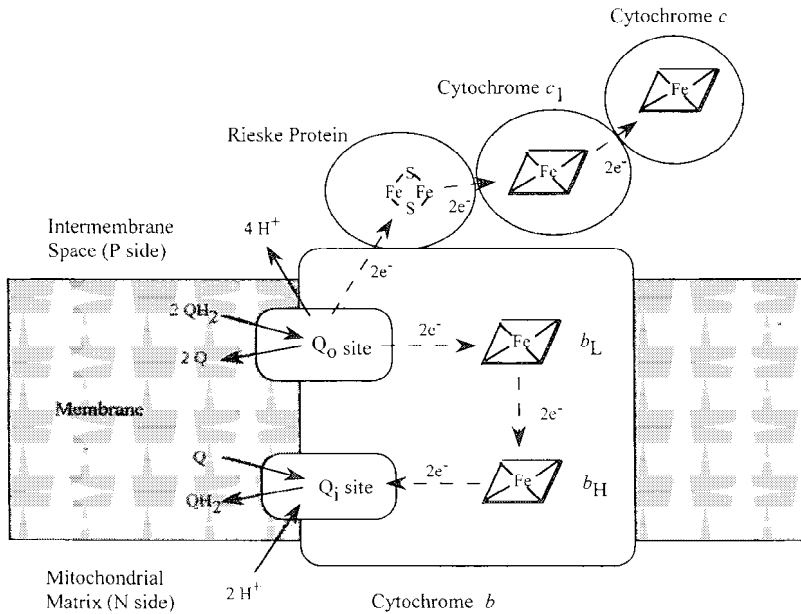 Cytochrome c
Fe
Cytochrome c1
Fe
2e-
Rieske Protein
S
Fe Fe
S
2e-
Intermembrane
Space (P side)
4 H+
2e-
2 QH2
Qo site
2e-
Fe
bL
2 Q
Membrane
2e-
Q
Qi site
2e-
Fe
bH
QH2
Mitochondrial
Matrix (N side)
2 H+
Cytochrome b